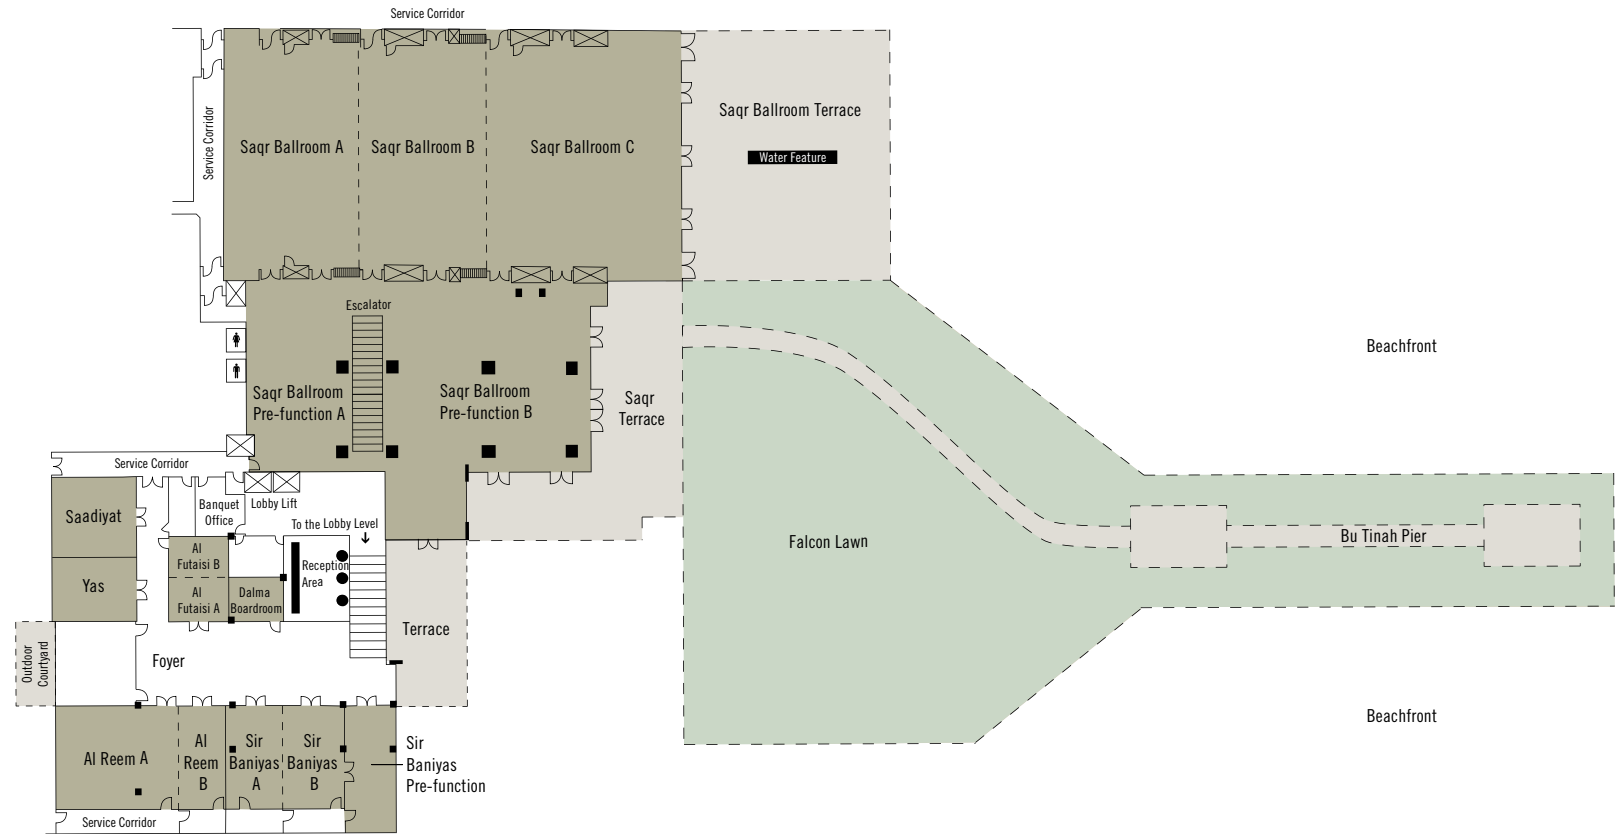 Service Corridor
Service Corridor
Saqr Ballroom A
Saqr Ballroom B
Saqr Ballroom C
Saqr Ballroom Terrace
Water Feature
Escalator
Saqr Ballroom
Pre-function A
Saqr Ballroom
Pre-function B
Saqr
Terrace
Beachfront
Service Corridor
Saadiyat
Banquet
Office
Lobby Lift
To the Lobby Level
Al
Futaisi B
Yas
Al
Futaisi A
Dalma
Boardroom
Reception
Area
Falcon Lawn
Bu Tinah Pier
Terrace
Outdoor
Courtyard
Foyer
Beachfront
Al Reem A
Al
Reem
B
Sir
Baniyas
A
Sir
Baniyas
B
Sir
Baniyas
Pre-function
Service Corridor